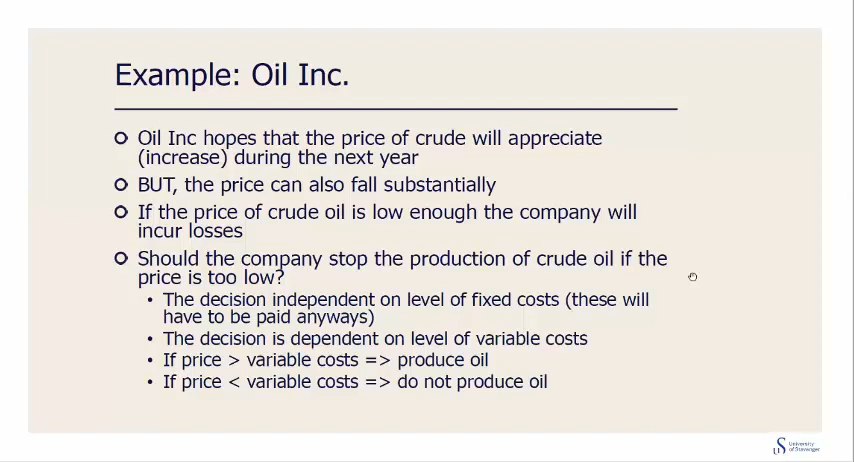 Example: Oil Inc.
Oil Inc hopes that the price of crude will appreciate
(increase) during the next year
BUT, the price can also fall substantially
If the price of crude oil is low enough the company will
incur losses
Should the company stop the production of crude oil if the
price is too low?
• The decision independent on level of fixed costs (these will
have to be paid anyways)
• The decision is dependent on level of variable costs
• If price > variable costs => produce oil
• If price < variable costs => do not produce oil
University
of Stavanger